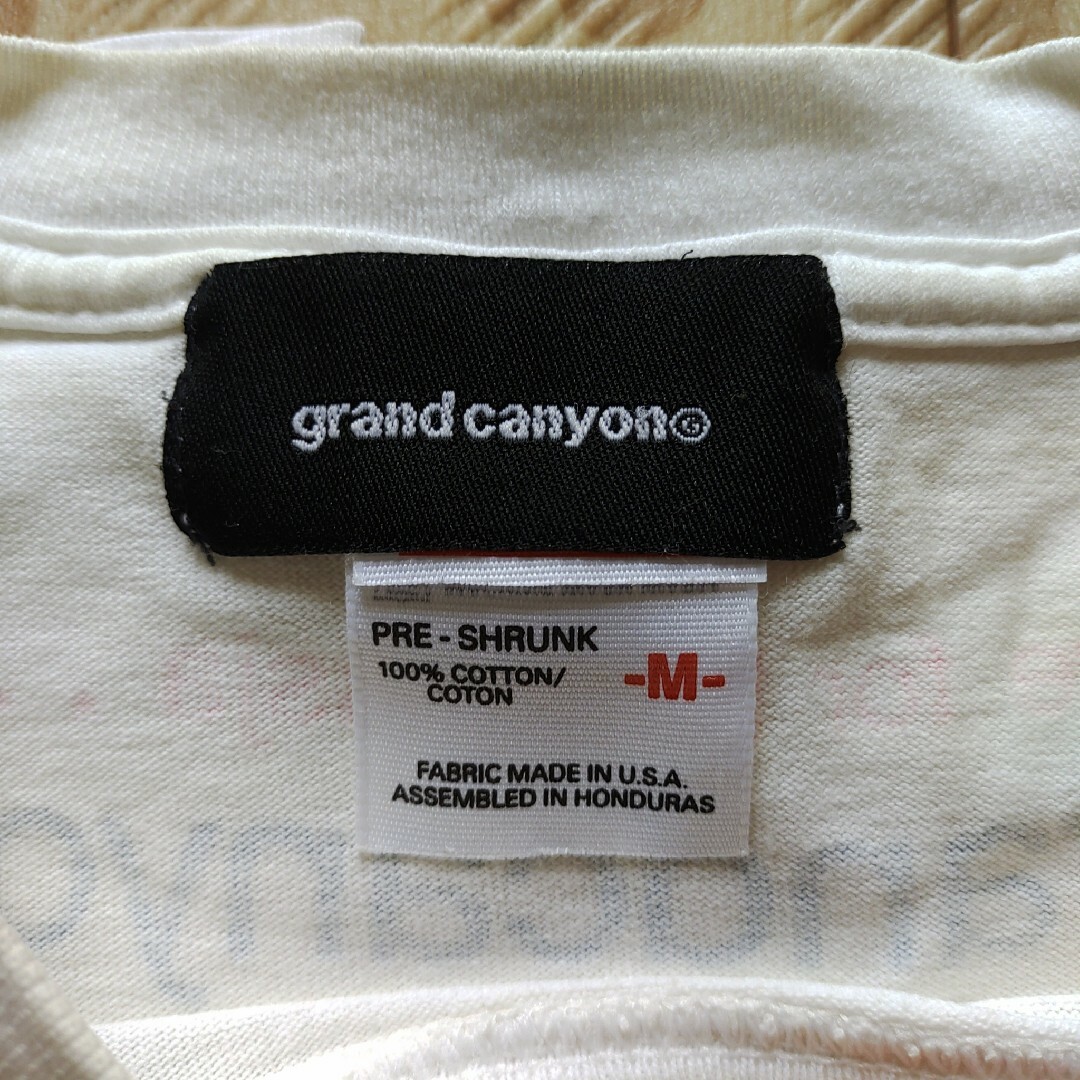 grand canyon G
PRE - SHRUNK
100% COTTON/
COTON
-M-
FABRIC MADE IN U.S.A.
ASSEMBLED IN HONDURAS